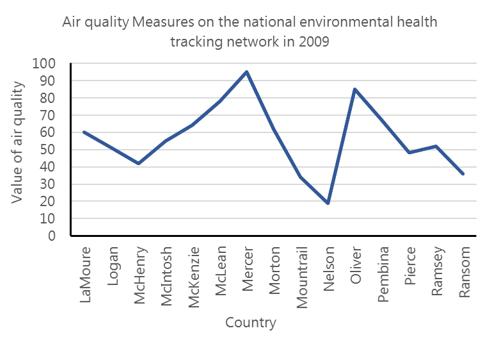 Air quality Measures on the national environmental health
tracking network in 2009
Value of air quality
100
90
80
70
60
50
40
30
20
10
0
LaMoure
Logan
McHenry
McIntosh
McKenzie
McLean
Mercer
Morton
Mountrail
Nelson
Oliver
Pembina
Pierce
Ramsey
Ransom
Country